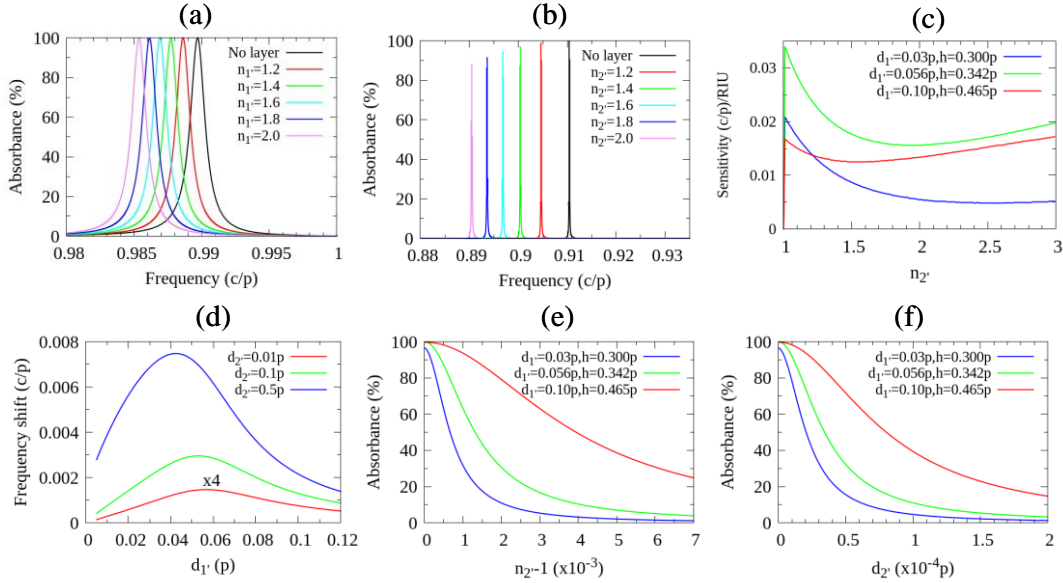 (a)
Absorbance (%)
100
80
60
40
20
0
No layer
n1'=1.2
n1'=1.4
n1'=1.6
n1'=1.8
n1'=2.0
0.98 0.985 0.99 0.995 1
Frequency (c/p)
(b)
Absorbance (%)
100
80
60
40
20
0
No layer
n2'=1.2
n2'=1.4
n2'=1.6
n2'=1.8
n2'=2.0
0.88 0.89 0.9 0.91 0.92 0.93
Frequency (c/p)
(c)
Sensitivity (c/p)/RIU
0.03
0.02
0.01
0
d1'=0.03p,h=0.300p
d1'=0.056p,h=0.342p
d1'=0.10p,h=0.465p
1 1.5 2 2.5 3
n2'
(d)
Frequency shift (c/p)
0.008
0.006
0.004
0.002
0
d2'=0.01p
d2'=0.1p
d2'=0.5p
x4
0 0.02 0.04 0.06 0.08 0.10 0.12
d1' (p)
(e)
Absorbance (%)
100
80
60
40
20
0
d1'=0.03p,h=0.300p
d1'=0.056p,h=0.342p
d1'=0.10p,h=0.465p
0 1 2 3 4 5 6 7
n2'-1 (x10-3)
(f)
Absorbance (%)
100
80
60
40
20
0
d1'=0.03p,h=0.300p
d1'=0.056p,h=0.342p
d1'=0.10p,h=0.465p
0 0.5 1 1.5 2
d2' (x10-4p)